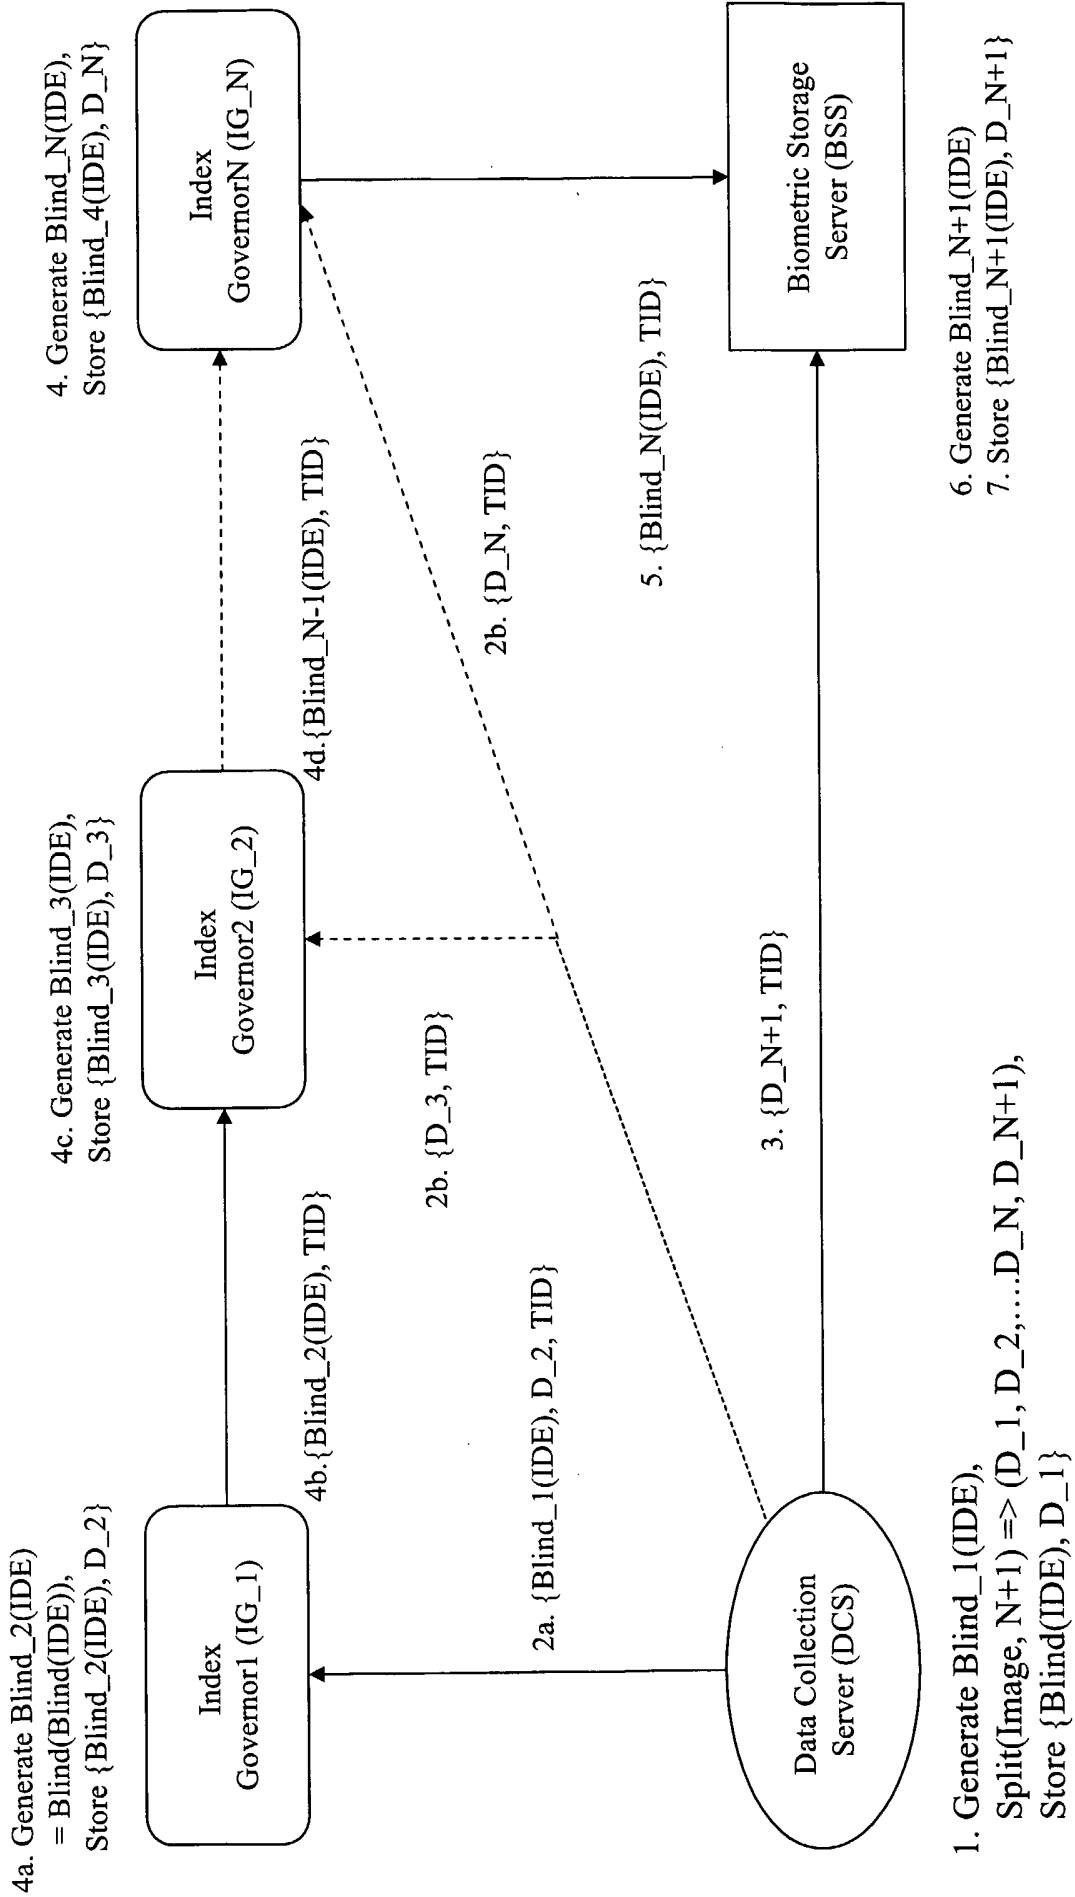 4a. Generate Blind_2(IDE)
= Blind(Blind(IDE)),
Store {Blind_2(IDE), D_2}
4c. Generate Blind_3(IDE),
Store {Blind_3(IDE), D_3}
4. Generate Blind_N(IDE),
Store {Blind_4(IDE), D_N}
Index
Governor1 (IG_1)
Index
Governor2 (IG_2)
Index
GovernorN (IG_N)
4b.{Blind_2(IDE), TID}
4d.{Blind_N-1(IDE), TID}
2b. {D_3, TID}
2b. {D_N, TID}
2a. {Blind_1(IDE), D_2, TID}
5. {Blind_N(IDE), TID}
3. {D_N+1, TID}
Data Collection
Server (DCS)
Biometric Storage
Server (BSS)
1. Generate Blind_1(IDE),
Split(Image, N+1) => (D_1, D_2,....D_N, D_N+1),
Store {Blind(IDE), D_1}
6. Generate Blind_N+1(IDE)
7. Store {Blind_N+1(IDE), D_N+1}